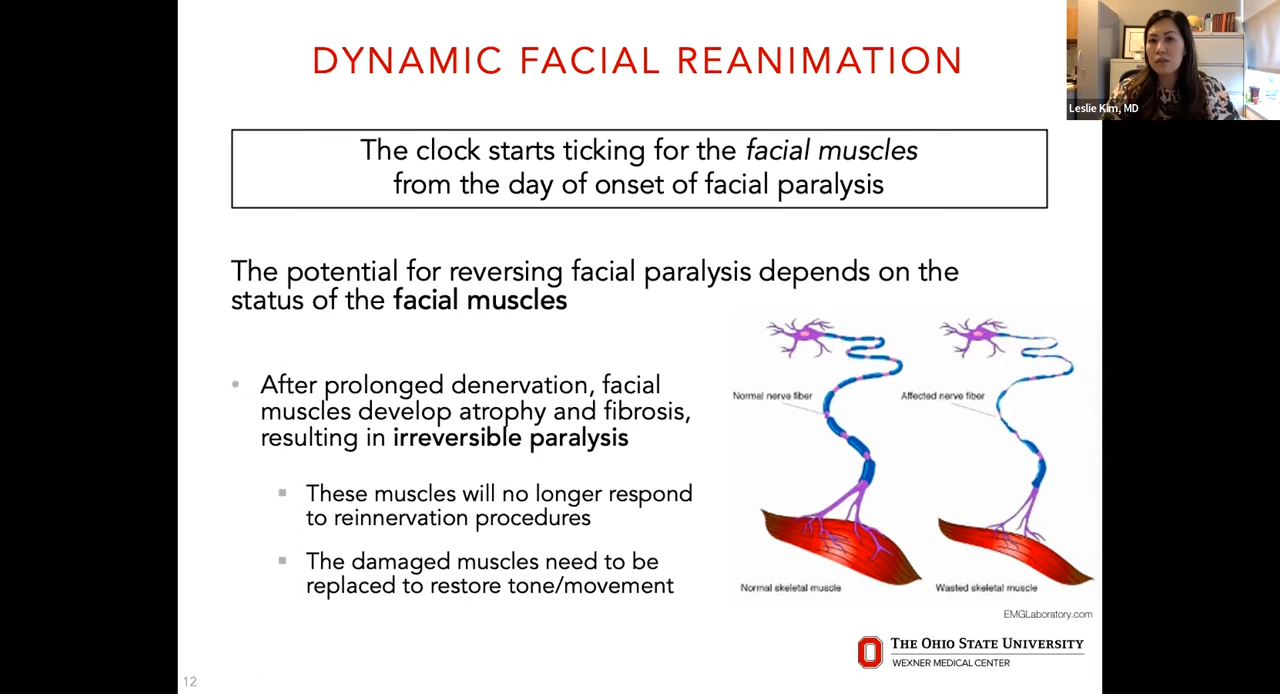 DYNAMIC FACIAL REANIMATION
Leslie Kim, MD
The clock starts ticking for the facial muscles
from the day of onset of facial paralysis
The potential for reversing facial paralysis depends on the
status of the facial muscles
• After prolonged denervation, facial
muscles develop atrophy and fibrosis,
resulting in irreversible paralysis
▪ These muscles will no longer respond
to reinnervation procedures
▪ The damaged muscles need to be
replaced to restore tone/movement
Normal nerve fiber
Affected nerve fiber
Normal skeletal muscle
Wasted skeletal muscle
EMGLaboratory.com
THE OHIO STATE UNIVERSITY
WEXNER MEDICAL CENTER
12